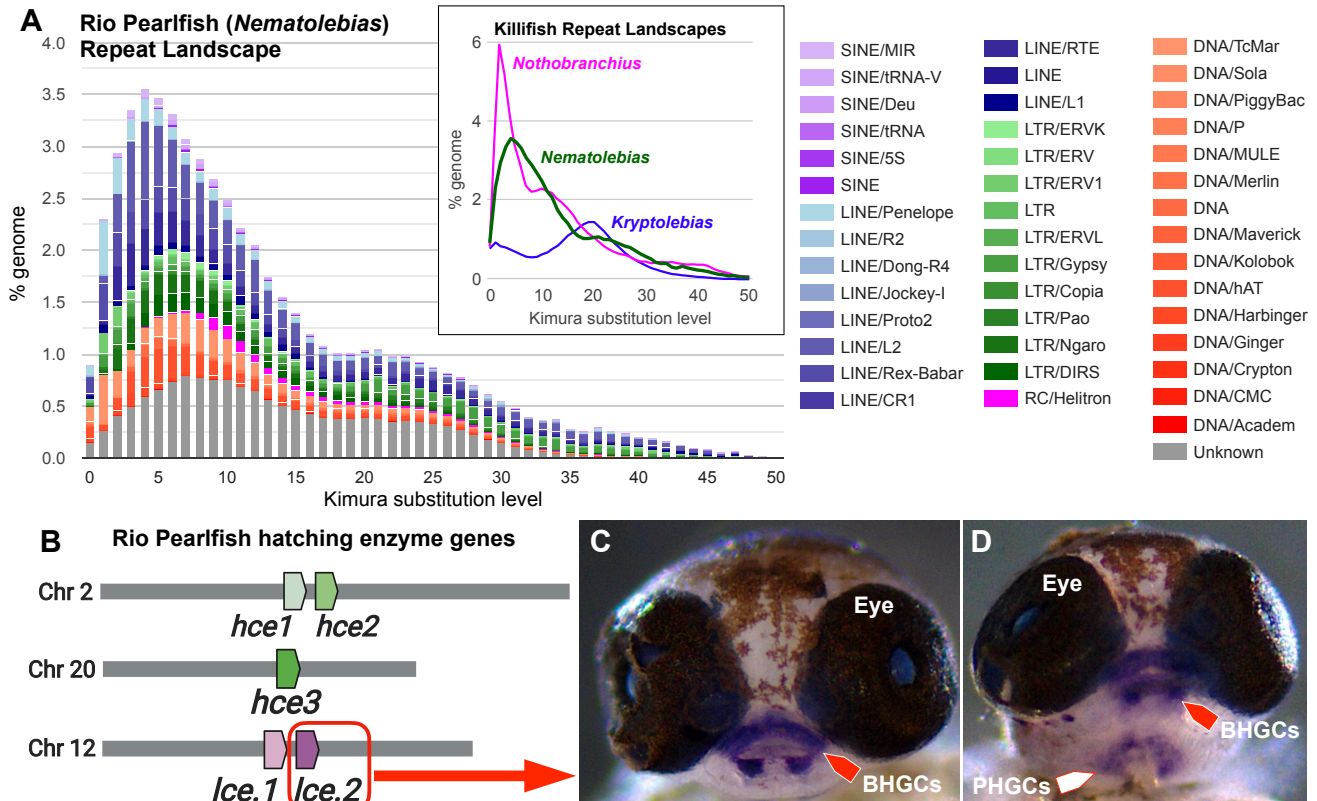 A
Rio Pearlfish (Nematolebias)
Repeat Landscape
4.0
3.5
3.0
2.5
2.0
1.5
1.0
0.5
0.0
% genome
0 5 10 15 20 25 30 35 40 45 50
Kimura substitution level
Killifish Repeat Landscapes
6
4
2
0
% genome
Nothobranchius
Nematolebias
Kryptolebias
0 10 20 30 40 50
Kimura substitution level
SINE/MIR
SINE/tRNA-V
SINE/Deu
SINE/tRNA
SINE/5S
SINE
LINE/Penelope
LINE/R2
LINE/Dong-R4
LINE/Jockey-I
LINE/Proto2
LINE/L2
LINE/Rex-Babar
LINE/CR1
LINE/RTE
LINE
LINE/L1
LTR/ERVK
LTR/ERV
LTR/ERV1
LTR
LTR/ERVL
LTR/Gypsy
LTR/Copia
LTR/Pao
LTR/Ngaro
LTR/DIRS
RC/Helitron
DNA/TcMar
DNA/Sola
DNA/PiggyBac
DNA/P
DNA/MULE
DNA/Merlin
DNA
DNA/Maverick
DNA/Kolobok
DNA/hAT
DNA/Harbinger
DNA/Ginger
DNA/Crypton
DNA/CMC
DNA/Academ
Unknown
B
Rio Pearlfish hatching enzyme genes
Chr 2
hce1 hce2
Chr 20
hce3
Chr 12
lce.1 lce.2
C
Eye
BHGCs
D
Eye
BHGCs
PHGCs